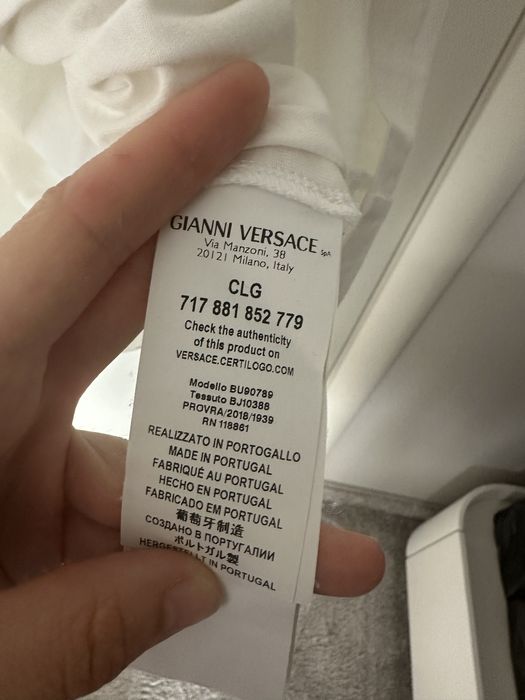 GIANNI VERSACE SpA
Via Manzoni, 38
20121 Milano, Italy
CLG
717 881 852 779
Check the authenticity
of this product on
VERSACE.CERTILOGO.COM
Modello BU90789
Tessuto BJ10388
PROVRA/2018/1939
RN 118861
REALIZZATO IN PORTOGALLO
MADE IN PORTUGAL
FABRIQUÉ AU PORTUGAL
HECHO EN PORTUGAL
FABRICADO EM PORTUGAL
葡萄牙制造
СОЗДАНО В ПОРТУГАЛИИ
ポルトガル製
HERGESTELLT IN PORTUGAL